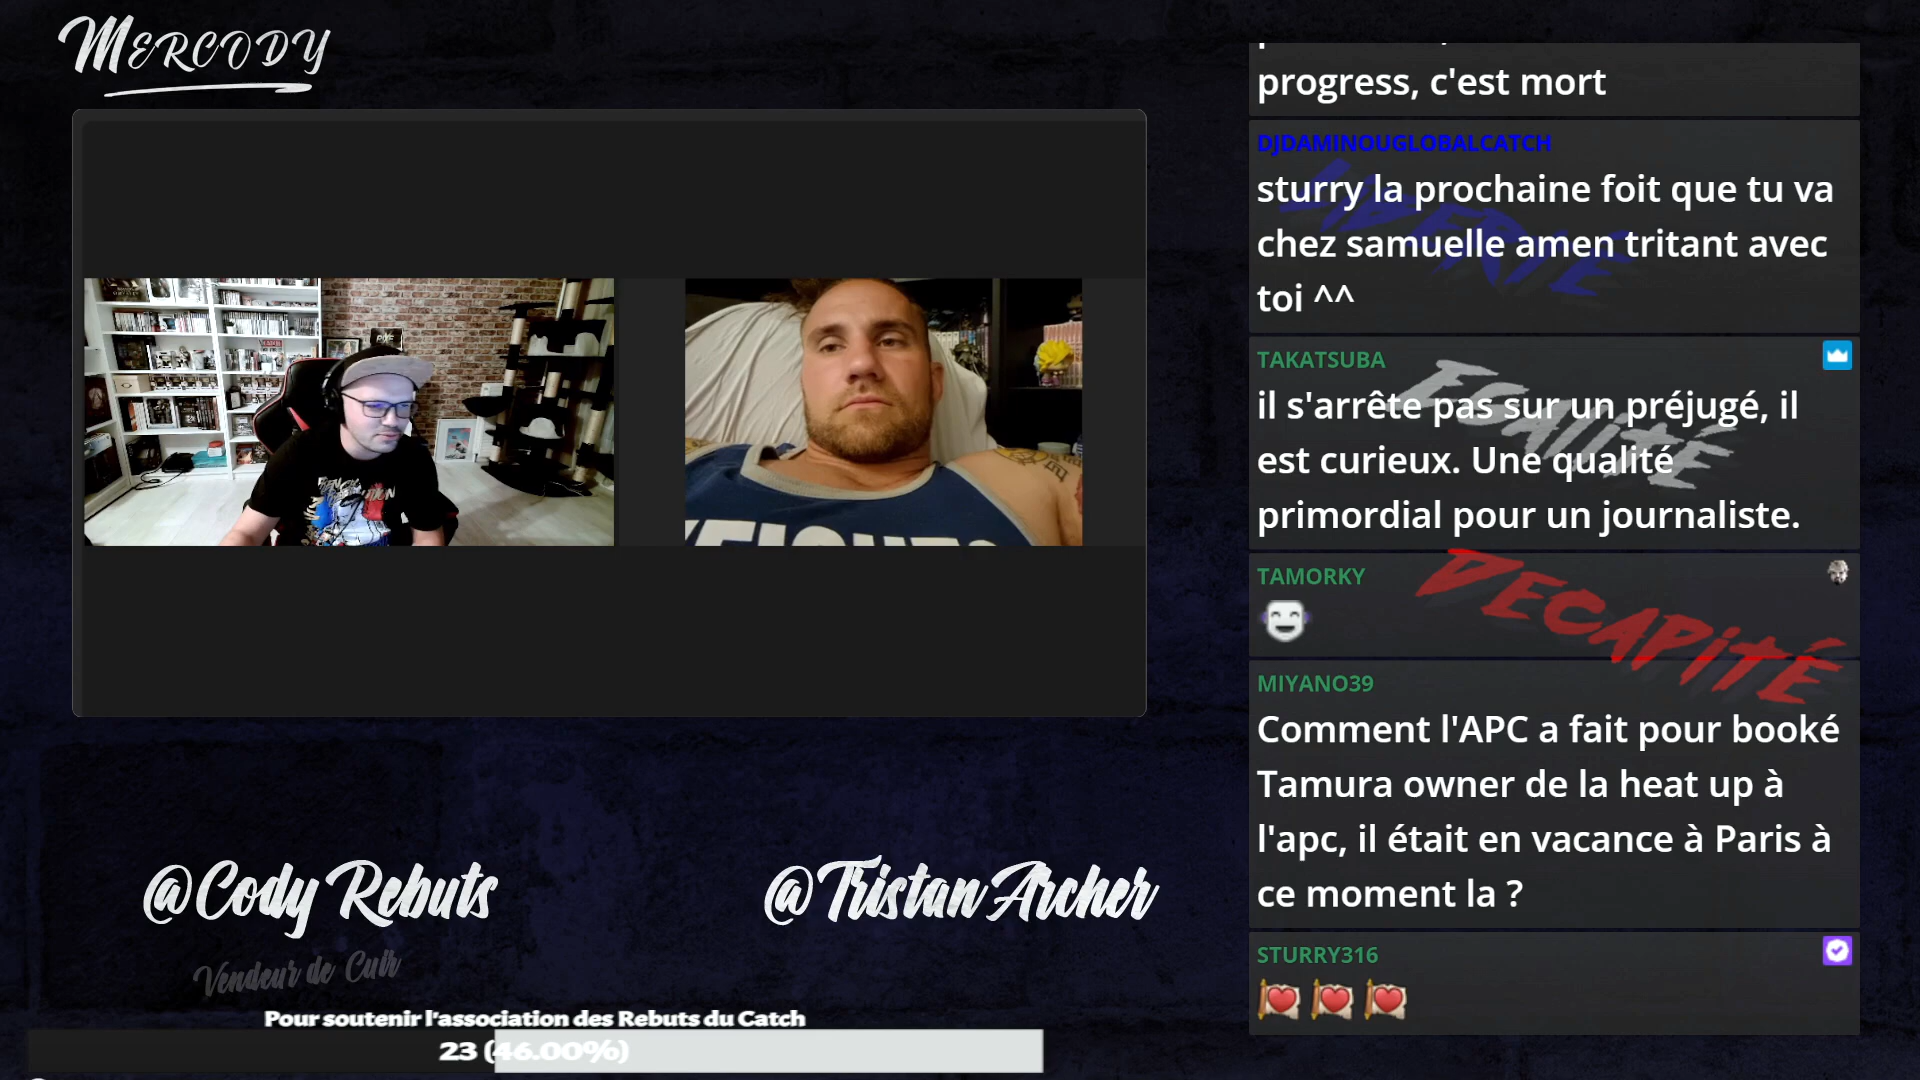 MERCODY
progress, c'est mort
DJDAMINOUGLOBALCATCH
sturry la prochaine foit que tu va
chez samuelle amen tritant avec
toi ^^
LIBERTÉ
TAKATSUBA
il s'arrête pas sur un préjugé, il
est curieux. Une qualité
primordial pour un journaliste.
EGALITÉ
TAMORKY
DECAPITÉ
MIYANO39
Comment l'APC a fait pour booké
Tamura owner de la heat up à
l'apc, il était en vacance à Paris à
ce moment la ?
STURRY316
@Cody Rebuts
@Tristan Archer
Vendeur de Cuir
Pour soutenir l'association des Rebuts du Catch
23 (46.00%)